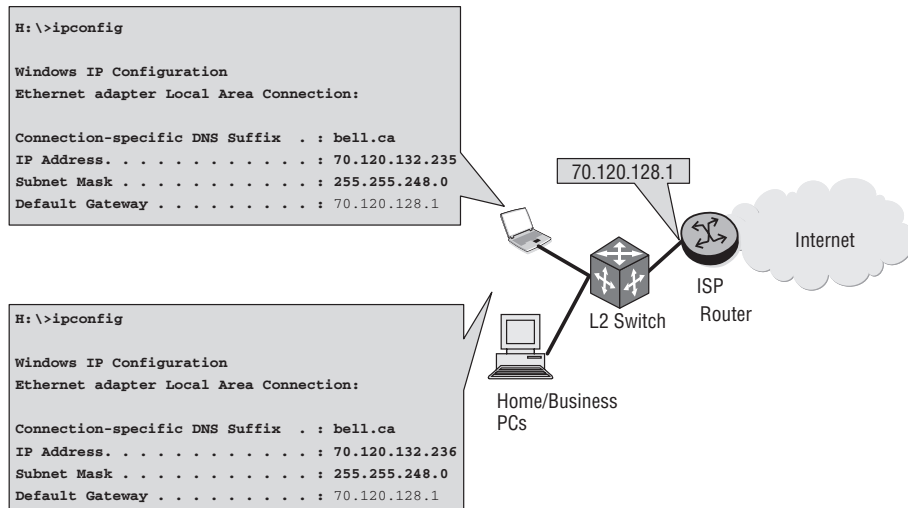 H:\>ipconfig
Windows IP Configuration
Ethernet adapter Local Area Connection:
Connection-specific DNS Suffix . : bell.ca
IP Address. . . . . . . . . . . . : 70.120.132.235
Subnet Mask . . . . . . . . . . . : 255.255.248.0
Default Gateway . . . . . . . . . : 70.120.128.1
70.120.128.1
Internet
ISP
Router
L2 Switch
Home/Business
PCs
H:\>ipconfig
Windows IP Configuration
Ethernet adapter Local Area Connection:
Connection-specific DNS Suffix . : bell.ca
IP Address. . . . . . . . . . . . : 70.120.132.236
Subnet Mask . . . . . . . . . . . : 255.255.248.0
Default Gateway . . . . . . . . . : 70.120.128.1